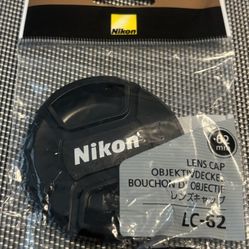 Nikon
62
mm
Nikon
LENS CAP
OBJEKTIVDECKEL
BOUCHON D'OBJECTIF
レンズキャップ
LC-62